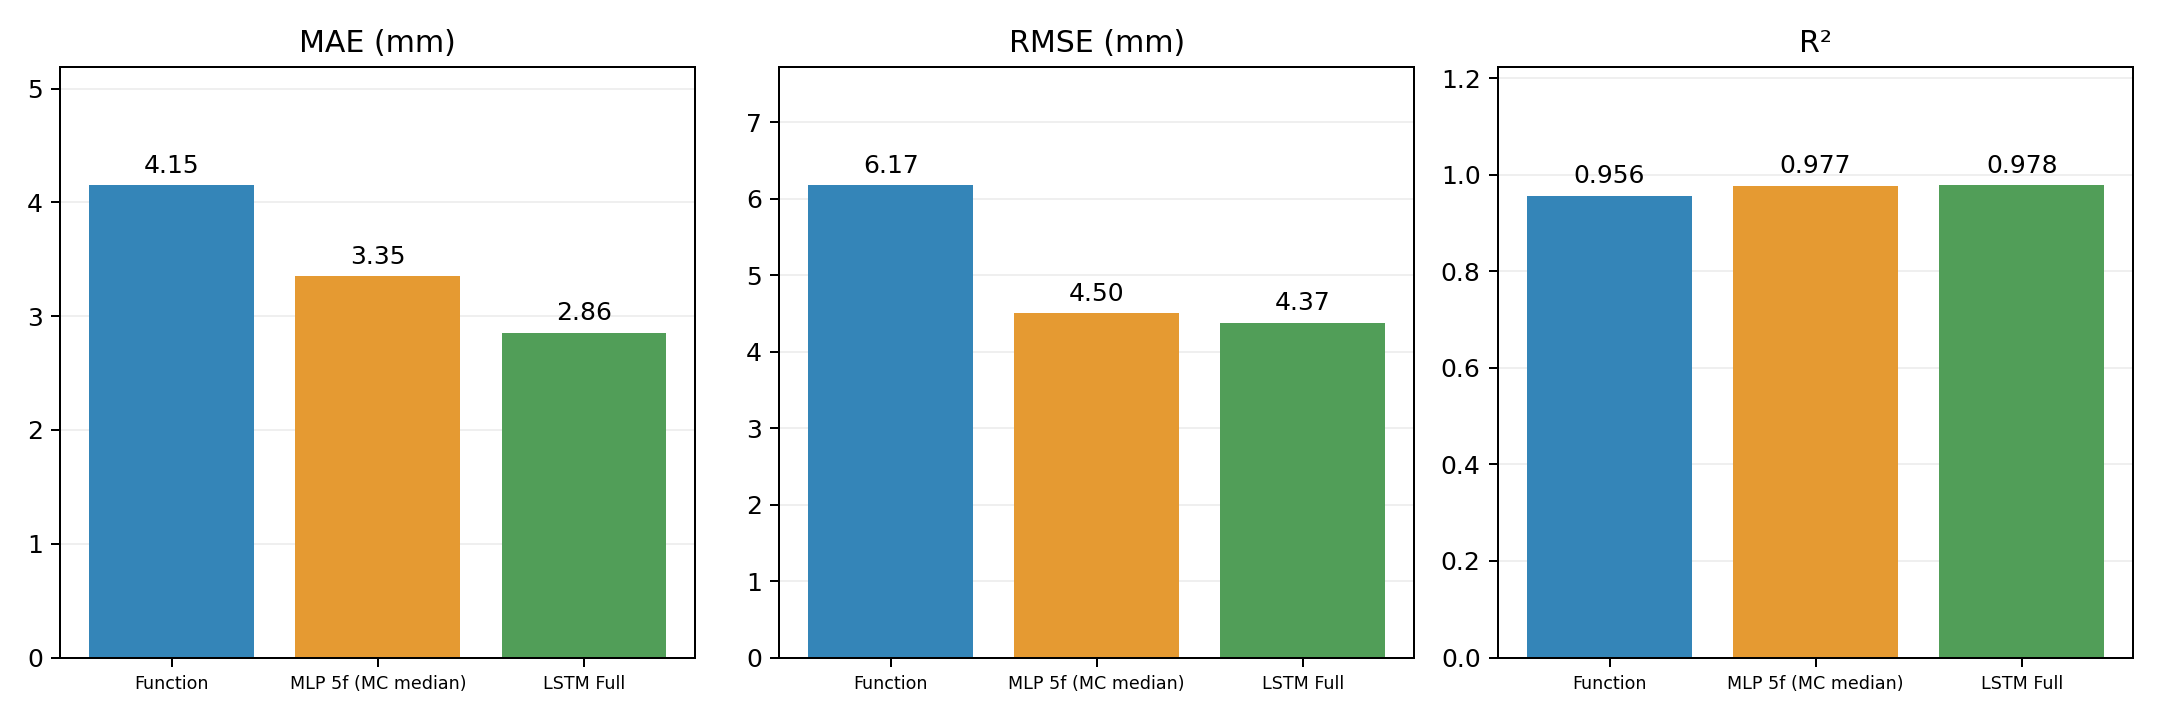 MAE (mm)
5
4
3
2
1
0
4.15
3.35
2.86
Function
MLP 5f (MC median)
LSTM Full
RMSE (mm)
7
6
5
4
3
2
1
0
6.17
4.50
4.37
Function
MLP 5f (MC median)
LSTM Full
R²
1.2
1.0
0.8
0.6
0.4
0.2
0.0
0.956
0.977
0.978
Function
MLP 5f (MC median)
LSTM Full